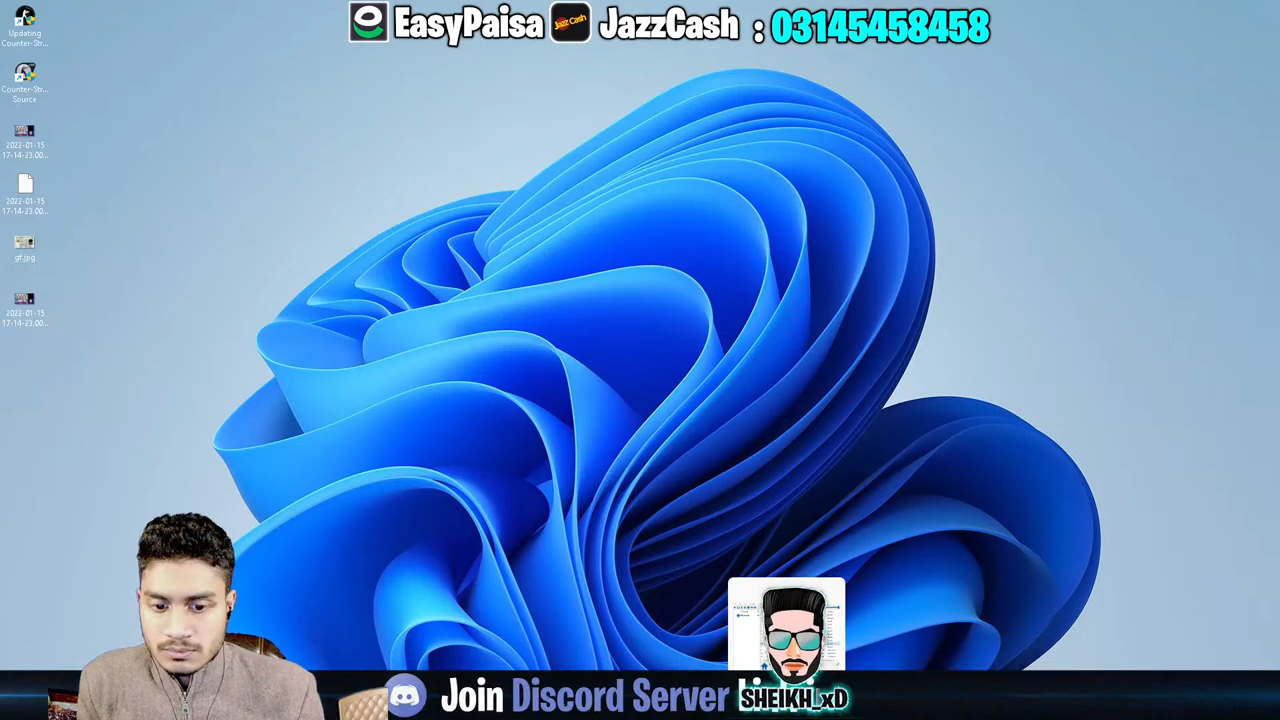 EasyPaisa JazzCash : 03145458458
Updating
Counter-Str...
Counter-Str...
Source
2022-01-15
17-14-23.00...
2022-01-15
17-14-23.00...
gf.jpg
2022-01-15
17-14-23.00...
Join Discord Server
SHEIKH_xD